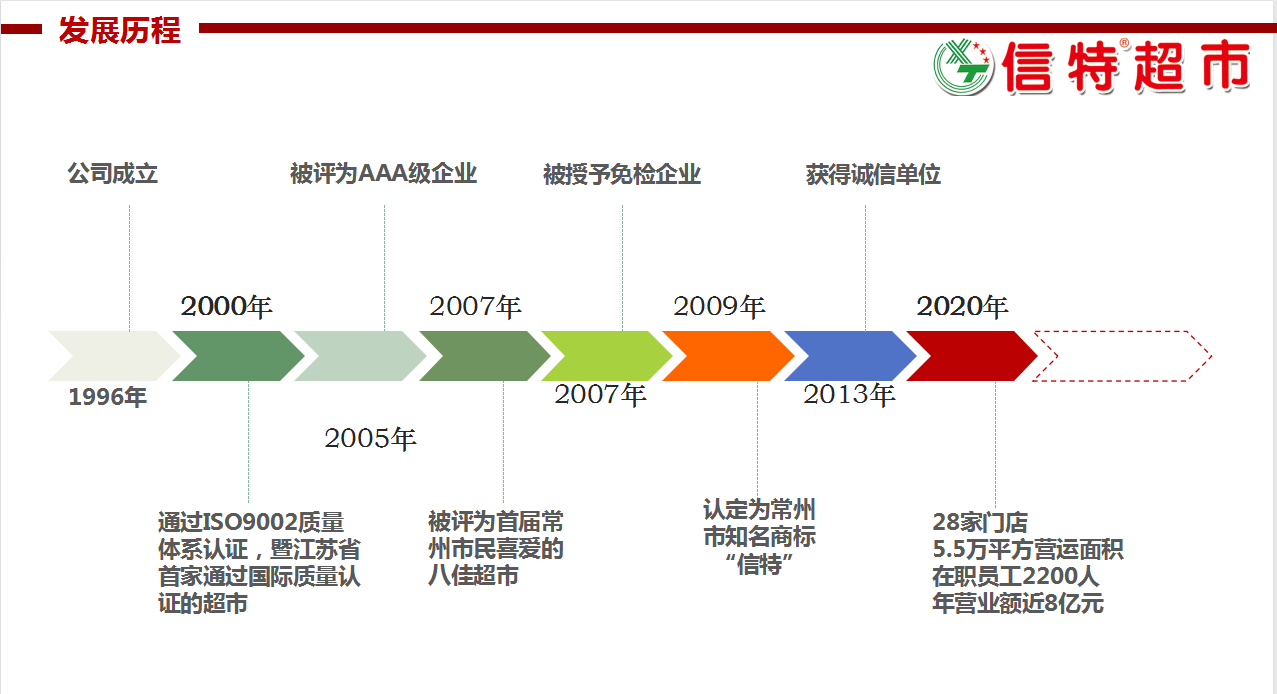 发展历程
信特®超市
公司成立
被评为AAA级企业
被授予免检企业
获得诚信单位
2000年
2007年
2009年
2020年
1996年
2007年
2013年
2005年
通过ISO9002质量
体系认证，暨江苏省
首家通过国际质量认
证的超市
被评为首届常
州市民喜爱的
八佳超市
认定为常州
市知名商标
“信特”
28家门店
5.5万平方营运面积
在职员工2200人
年营业额近8亿元